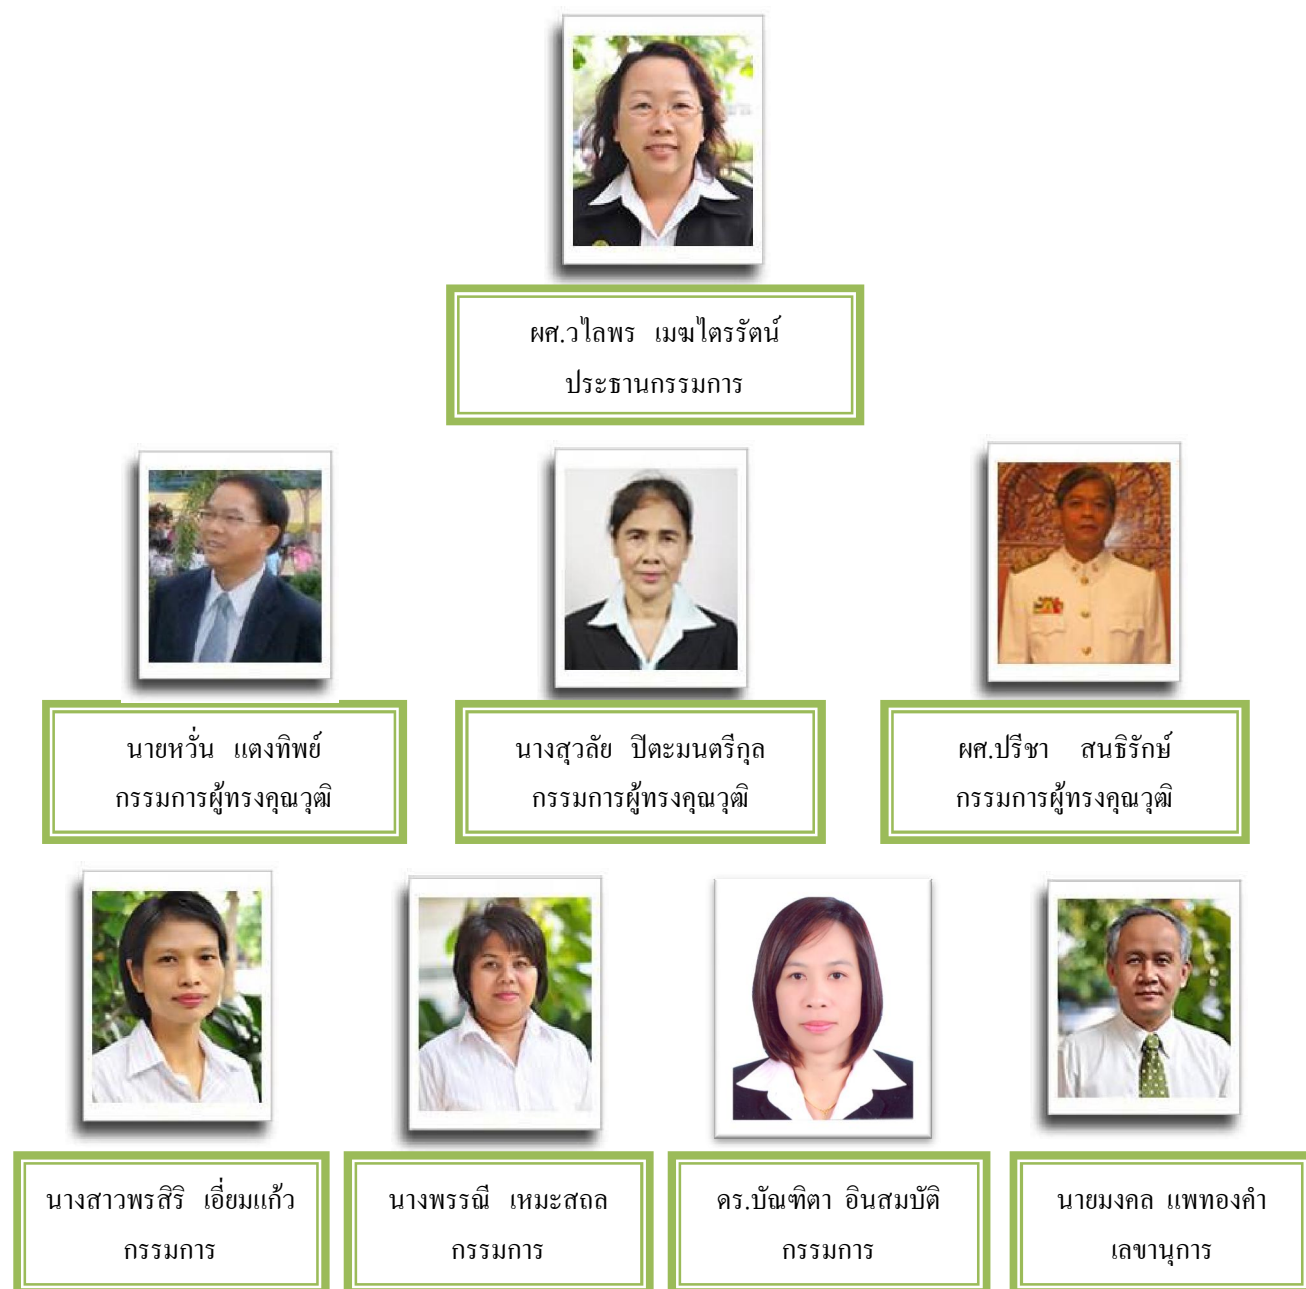 ผศ.วไลพร เมฆไตรรัตน์
ประธานกรรมการ
นายหวั่น แตงทิพย์
กรรมการผู้ทรงคุณวุฒิ
นางสุวลัย ปิตะมนตรีกุล
กรรมการผู้ทรงคุณวุฒิ
ผศ.ปรีชา สนธิรักษ์
กรรมการผู้ทรงคุณวุฒิ
นางสาวพรสิริ เอี่ยมแก้ว
กรรมการ
นางพรรณี เหมะสถล
กรรมการ
ดร.บัณฑิตา อินสมบัติ
กรรมการ
นายมงคล แพทองคำ
เลขานุการ